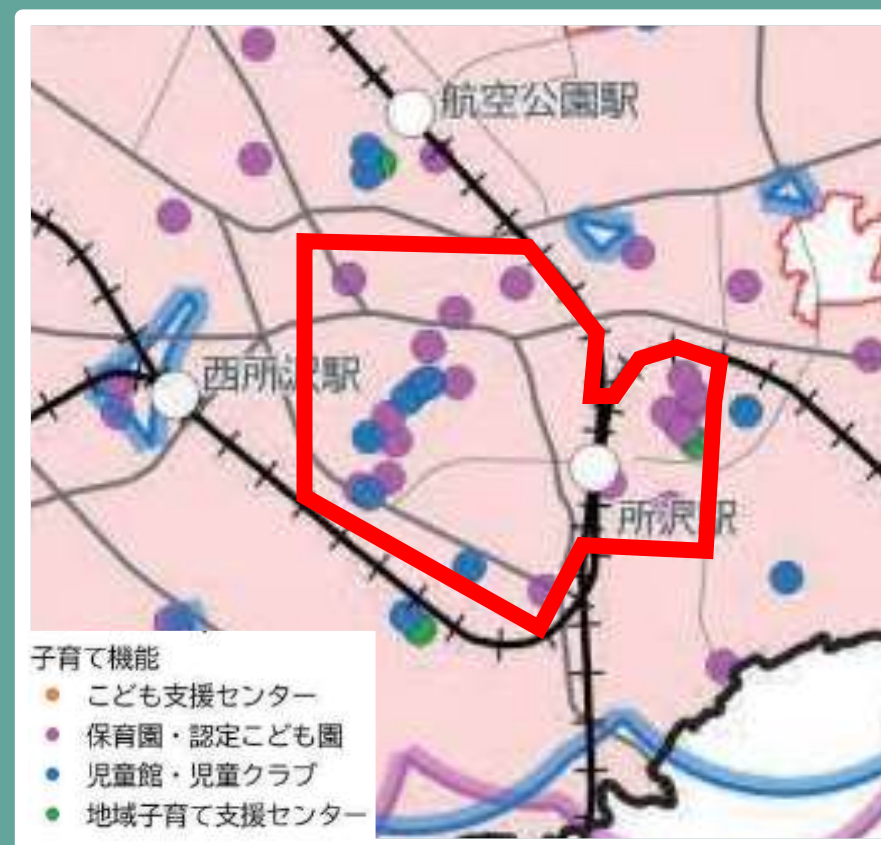 航空公園駅
西所沢駅
所沢駅
子育て機能
こども支援センター
保育園・認定こども園
児童館・児童クラブ
地域子育て支援センター